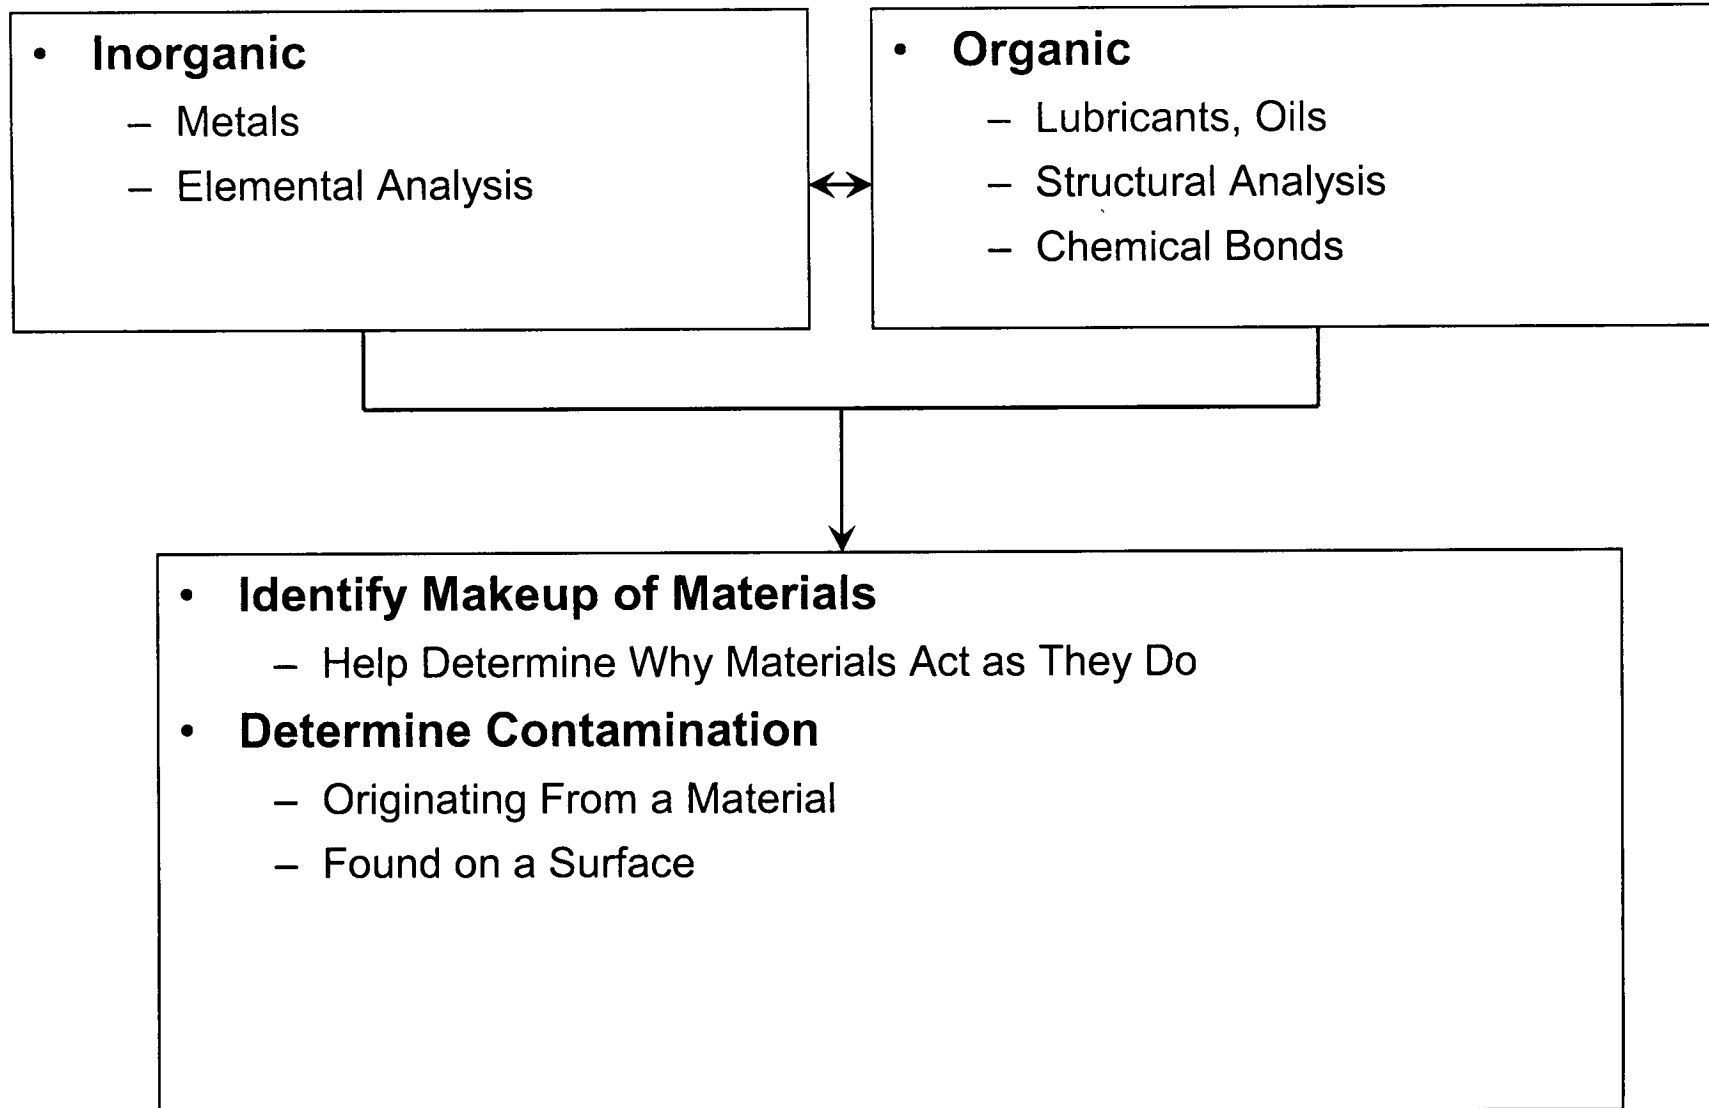 • Inorganic
– Metals
– Elemental Analysis
• Organic
– Lubricants, Oils
– Structural Analysis
– Chemical Bonds
• Identify Makeup of Materials
– Help Determine Why Materials Act as They Do
• Determine Contamination
– Originating From a Material
– Found on a Surface